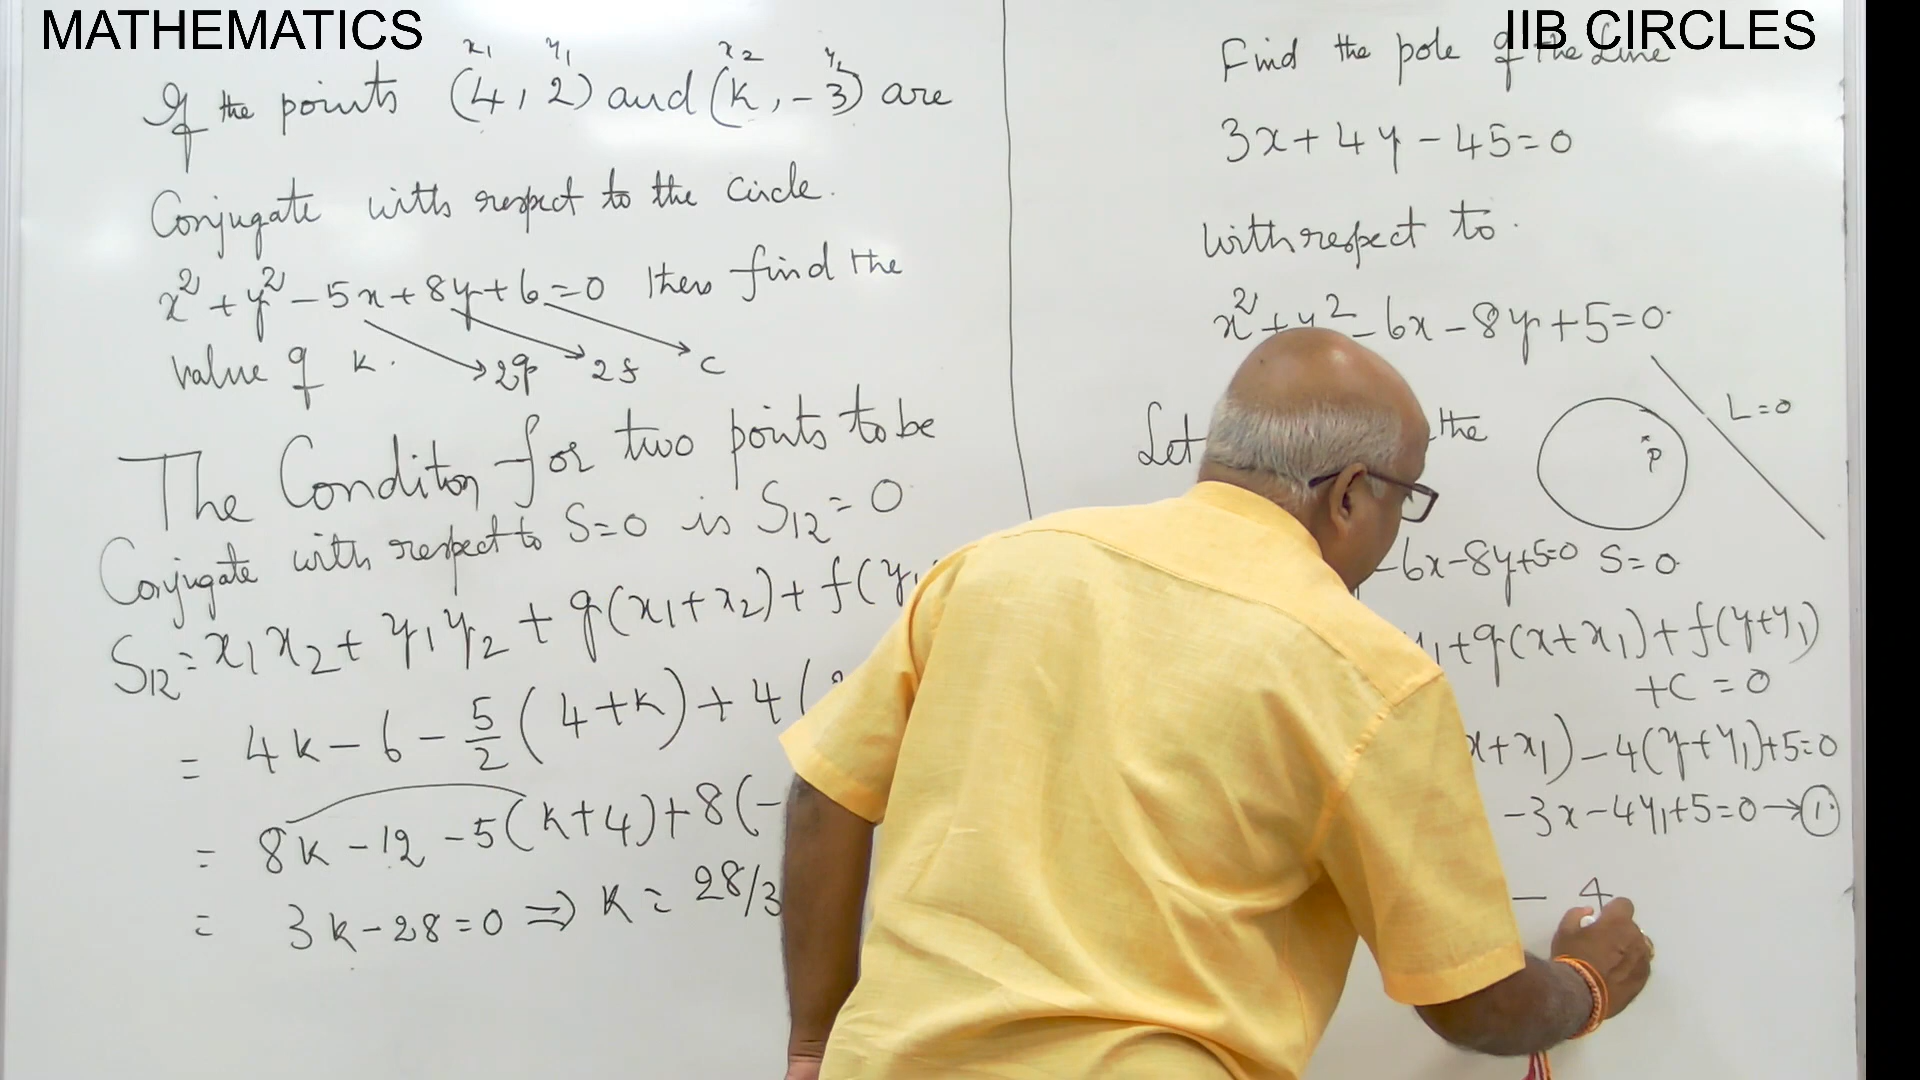 MATHEMATICS
IIB CIRCLES
x₁ y₁ x₂ y₂
If the points (4, 2) and (k, -3) are
Conjugate with respect to the circle.
x² + y² - 5x + 8y + 6 = 0 then find the
value of k.
2g 2f c
The Conditon for two points to be
Conjugate with respect to S=0 is S₁₂ = 0
S₁₂ = x₁x₂ + y₁y₂ + g(x₁+x₂) + f(y₁
= 4k - 6 - 5/2 (4+k) + 4(
= 8k - 12 - 5(k+4) + 8(-
= 3k - 28 = 0 ⇒ k = 28/3
Find the pole of the Line
3x + 4y - 45 = 0
with respect to.
x² + y² - 6x - 8y + 5 = 0.
Let the
L = 0
P
-6x-8y+5=0 S=0.
₁+g(x+x₁)+f(y+y₁)
+c = 0
x+x₁)-4(y+y₁)+5=0
-3x-4y₁+5=0→①
- 4